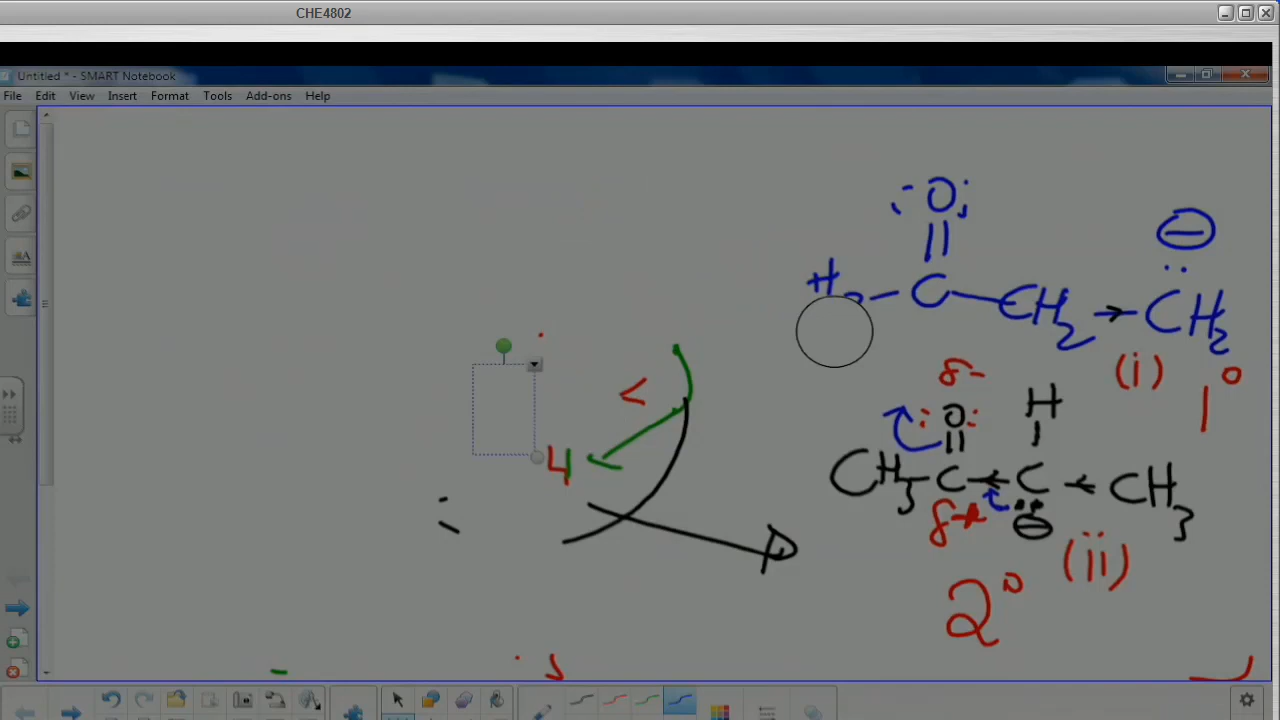 CHE4802
Untitled * - SMART Notebook
File Edit View Insert Format Tools Add-ons Help
O
H C CH2 CH2
(i) 1°
δ-
<
O H
4
CH3 C C CH3
δ+
(ii)
2°